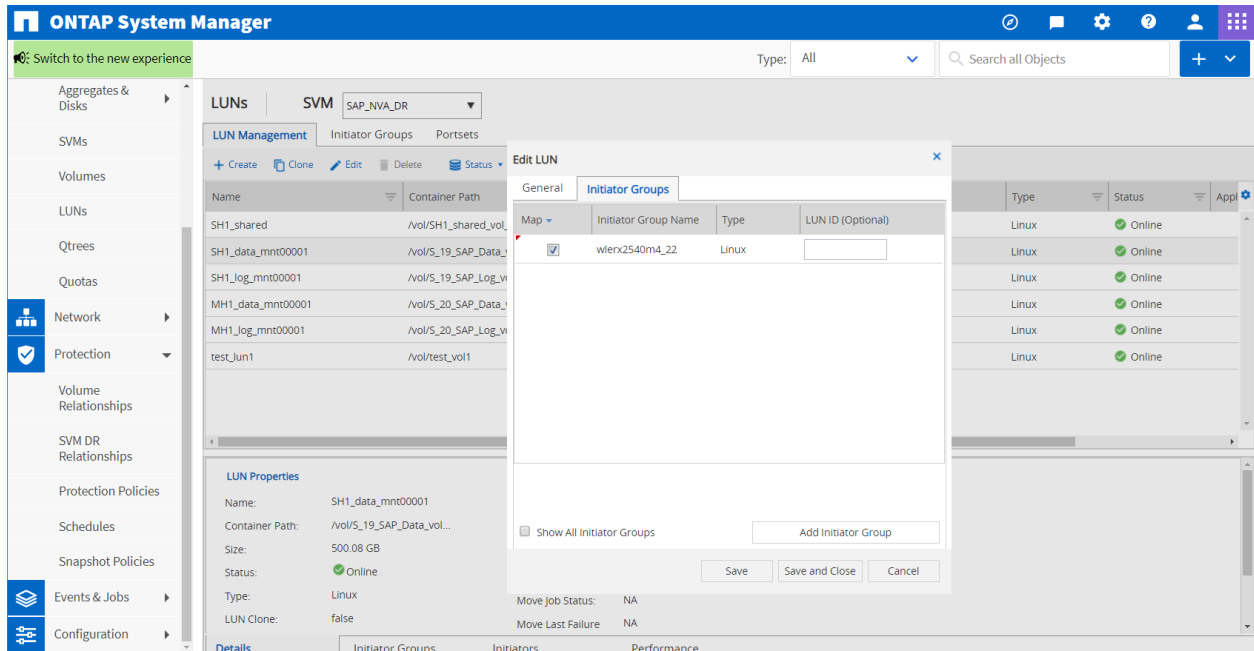 ONTAP System Manager
Switch to the new experience
Type: All
Search all Objects
Aggregates &
Disks
SVMs
Volumes
LUNs
Qtrees
Quotas
Network
Protection
Volume
Relationships
SVM DR
Relationships
Protection Policies
Schedules
Snapshot Policies
Events & Jobs
Configuration
LUNs SVM SAP_NVA_DR
LUN Management Initiator Groups Portsets
+ Create Clone Edit Delete Status
Name Container Path Type Status Appl
SH1_shared /vol/SH1_shared_vol_ Linux Online
SH1_data_mnt00001 /vol/S_19_SAP_Data_v Linux Online
SH1_log_mnt00001 /vol/S_19_SAP_Log_v Linux Online
MH1_data_mnt00001 /vol/S_20_SAP_Data_v Linux Online
MH1_log_mnt00001 /vol/S_20_SAP_Log_v Linux Online
test_lun1 /vol/test_vol1 Linux Online
Edit LUN
General Initiator Groups
Map Initiator Group Name Type LUN ID (Optional)
wlerx2540m4_22 Linux
Show All Initiator Groups Add Initiator Group
Save Save and Close Cancel
LUN Properties
Name: SH1_data_mnt00001
Container Path: /vol/S_19_SAP_Data_vol...
Size: 500.08 GB
Status: Online
Type: Linux
LUN Clone: false
Move Job Status: NA
Move Last Failure NA
Details Initiator Groups Initiators Performance